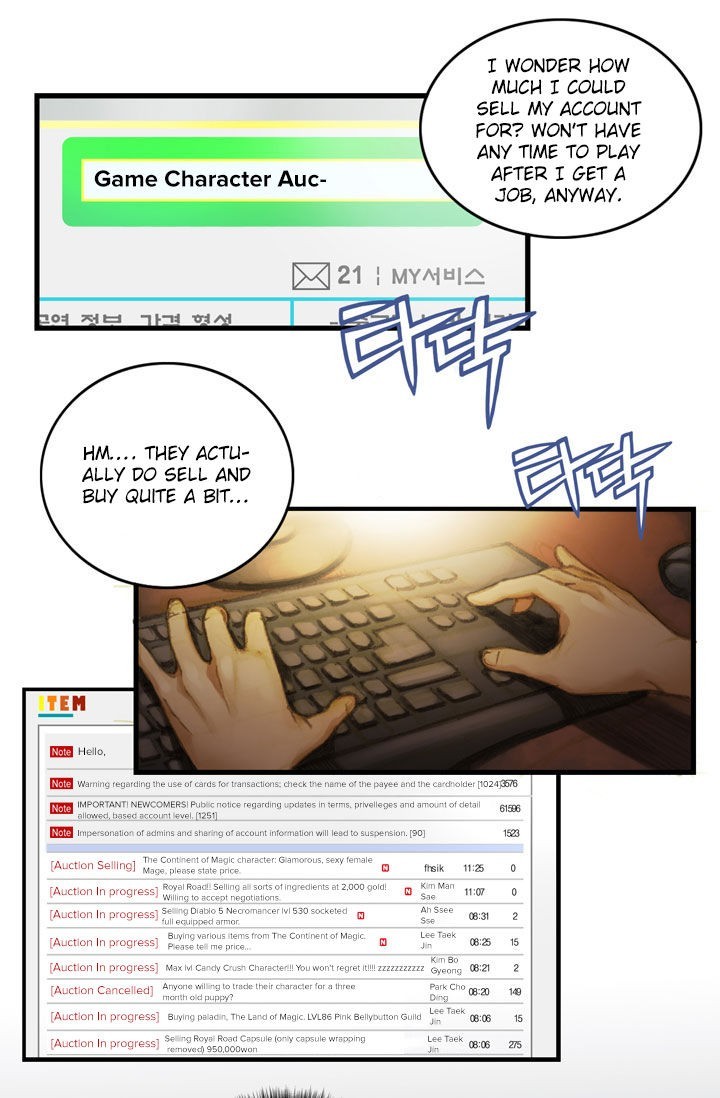 I WONDER HOW
MUCH I COULD
SELL MY ACCOUNT
FOR? WON'T HAVE
ANY TIME TO PLAY
AFTER I GET A
JOB, ANYWAY.
Game Character Auc-
21 ¦ MY서비스
정보 가격 형성
타닥
타닥
HM.... THEY ACTU-
ALLY DO SELL AND
BUY QUITE A BIT...
ITEM
Note Hello,
Note Warning regarding the use of cards for transactions; check the name of the payee and the cardholder [1024] 3576
Note IMPORTANT! NEWCOMERS! Public notice regarding updates in terms, privelleges and amount of detail 61596
allowed, based account level. [1251]
Note Impersonation of admins and sharing of account information will lead to suspension. [90] 1523
[Auction Selling] The Continent of Magic character: Glamorous, sexy female N fhsik 11:25 0
Mage, please state price.
[Auction In progress] Royal Road!! Selling all sorts of ingredients at 2,000 gold! N Kim Man 11:07 0
Willing to accept negotiations. Sae
[Auction In progress] Selling Diablo 5 Necromancer lvl 530 socketed N Ah Ssee 08:31 2
full equipped armor. Sse
[Auction In progress] Buying various items from The Continent of Magic. N Lee Taek 08:25 15
Please tell me price... Jin
[Auction In progress] Max lvl Candy Crush Character!!! You won't regret it!!!! zzzzzzzzzzz Kim Bo 08:21 2
Gyeong
[Auction Cancelled] Anyone willing to trade their character for a three Park Cho 08:20 149
month old puppy? Ding
[Auction In progress] Buying paladin, The Land of Magic. LVL86 Pink Bellybutton Guild Lee Taek 08:06 15
Jin
[Auction In progress] Selling Royal Road Capsule (only capsule wrapping Lee Taek 08:06 275
removed) 950,000won Jin